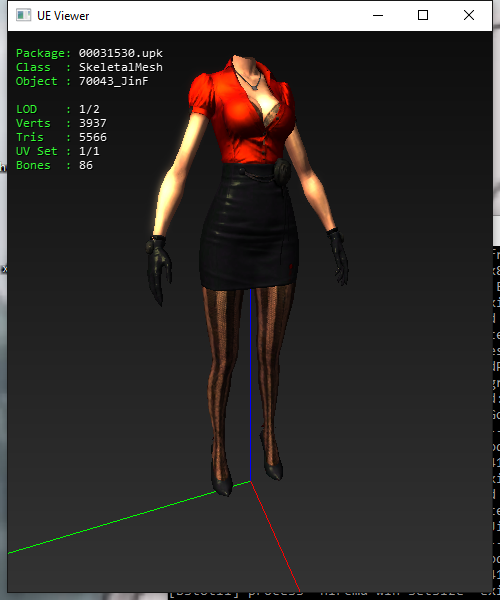 UE Viewer
Package: 00031530.upk
Class : SkeletalMesh
Object : 70043_JinF
LOD : 1/2
Verts : 3937
Tris : 5566
UV Set : 1/1
Bones : 86